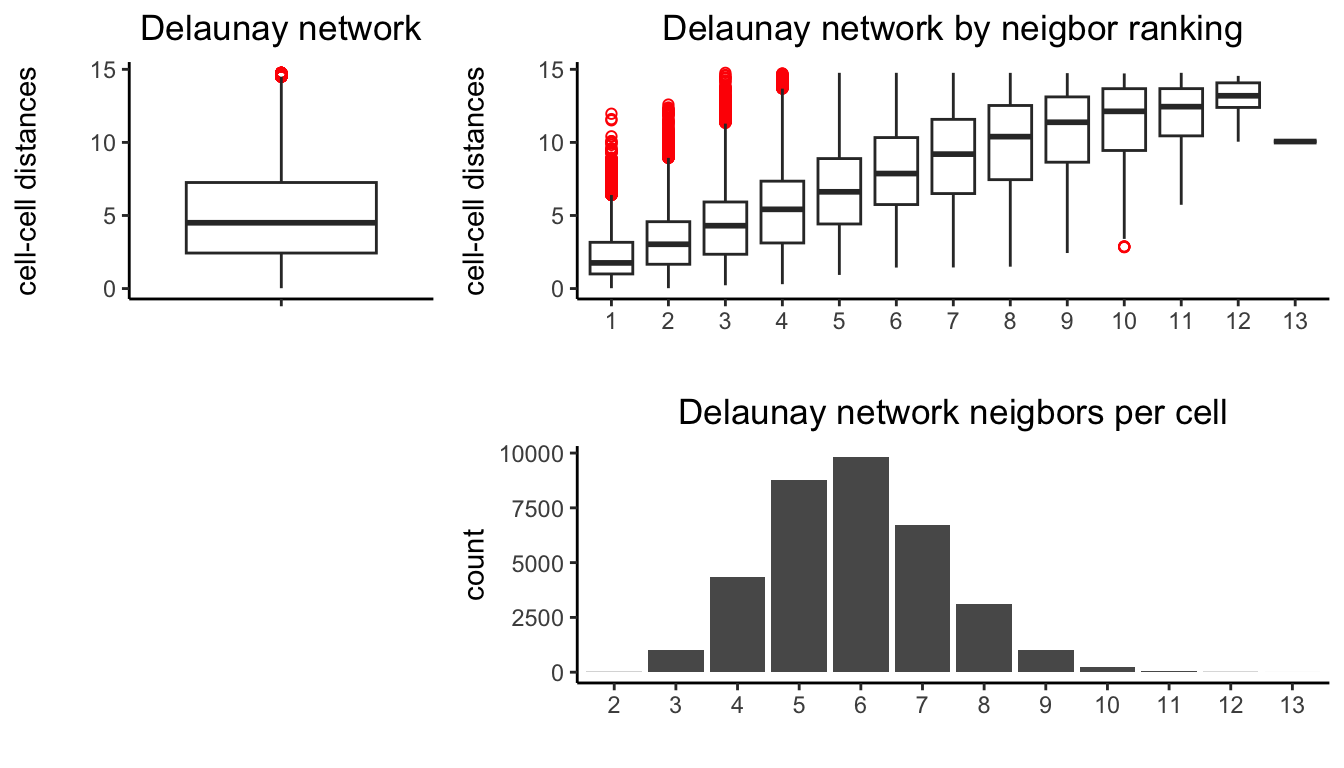 Delaunay network
cell-cell distances
15
10
5
0
Delaunay network by neigbor ranking
cell-cell distances
15
10
5
0
1 2 3 4 5 6 7 8 9 10 11 12 13
Delaunay network neigbors per cell
count
10000
7500
5000
2500
0
2 3 4 5 6 7 8 9 10 11 12 13